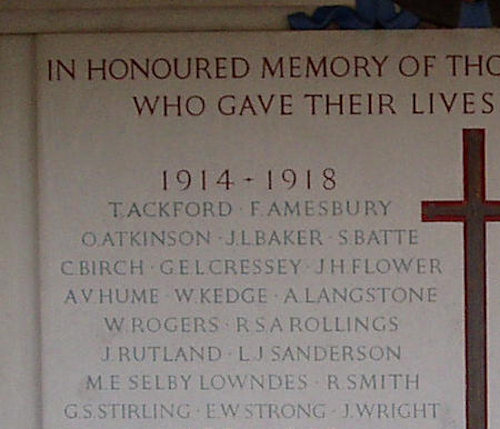 IN HONOURED MEMORY OF THO
WHO GAVE THEIR LIVES
1914 - 1918
T. ACKFORD · F. AMESBURY
O. ATKINSON · J.L. BAKER · S. BATTE
C. BIRCH · G.E.L. CRESSEY · J.H. FLOWER
A V HUME · W. KEDGE · A. LANGSTONE
W. ROGERS · R S A ROLLINGS
J. RUTLAND · L J SANDERSON
M. E SELBY LOWNDES · R SMITH
G.S. STIRLING · E.W STRONG · J. WRIGHT